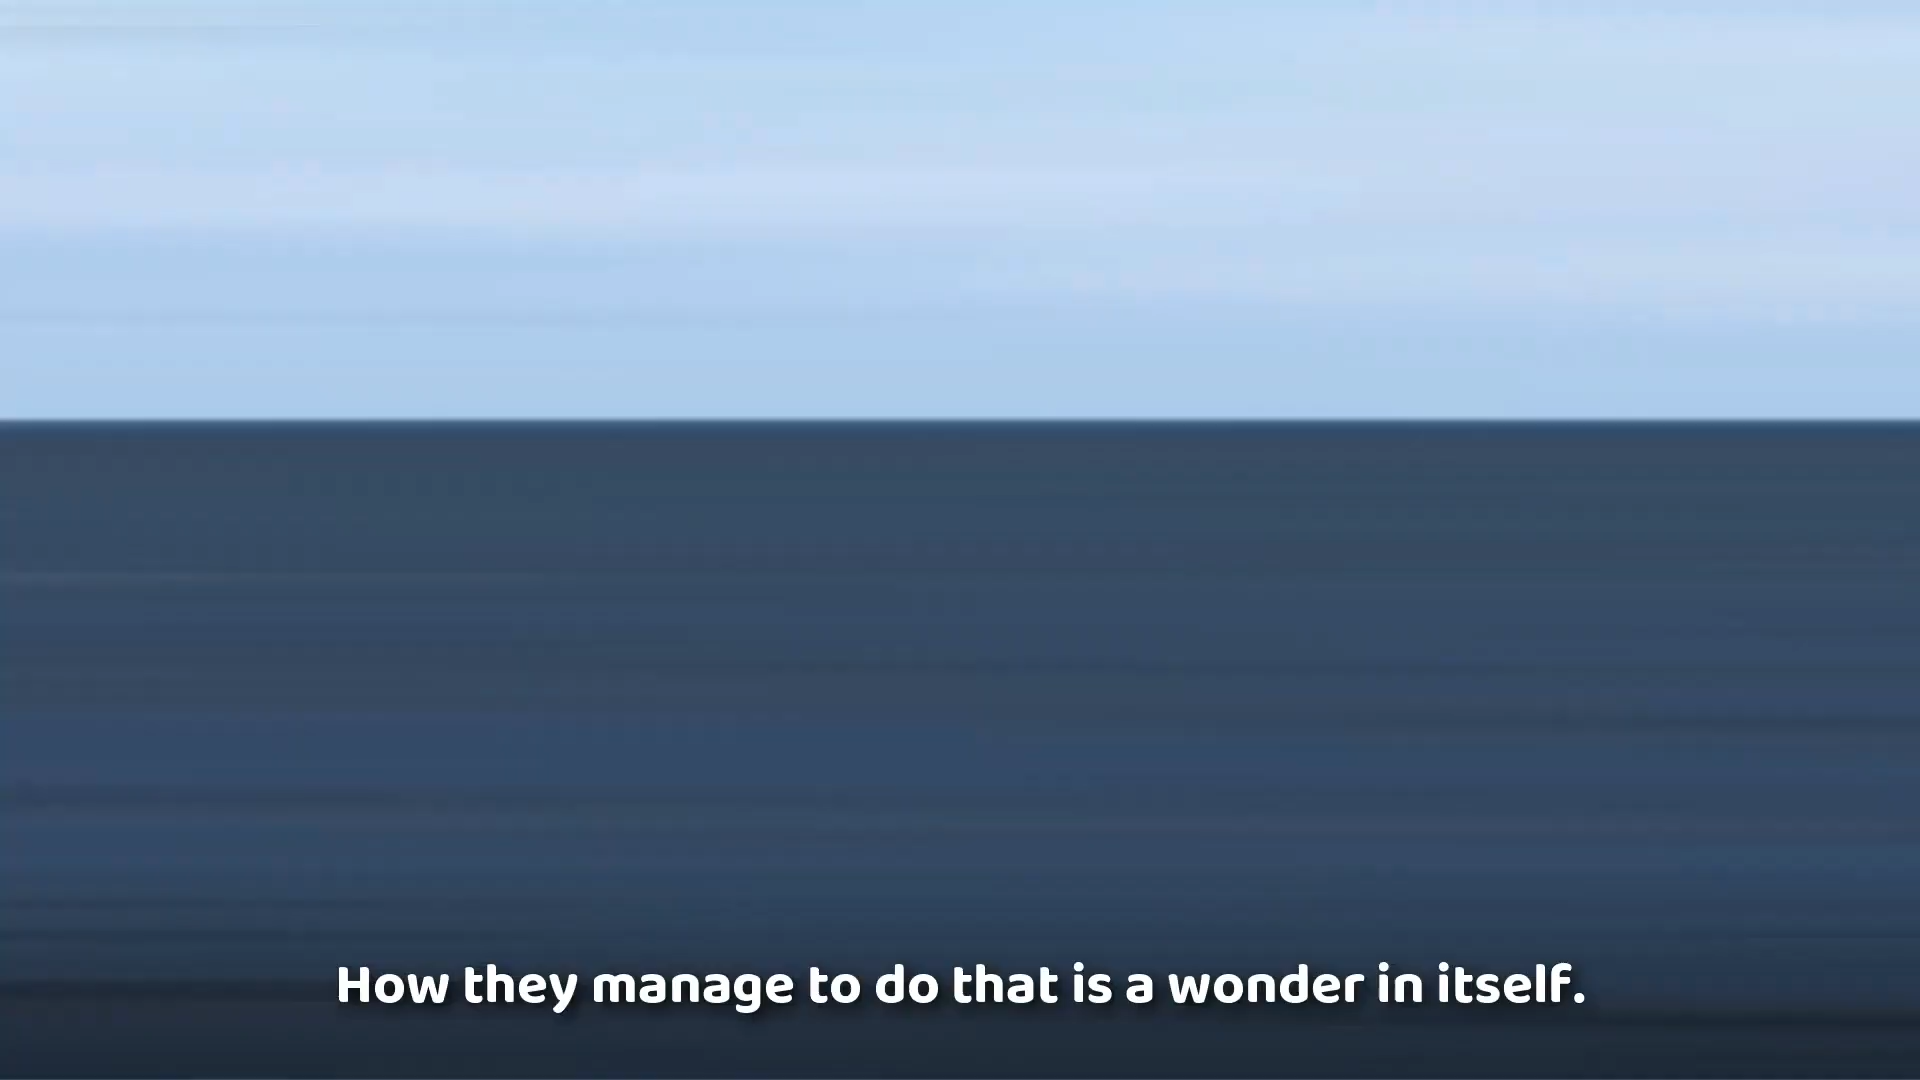 How they manage to do that is a wonder in itself.